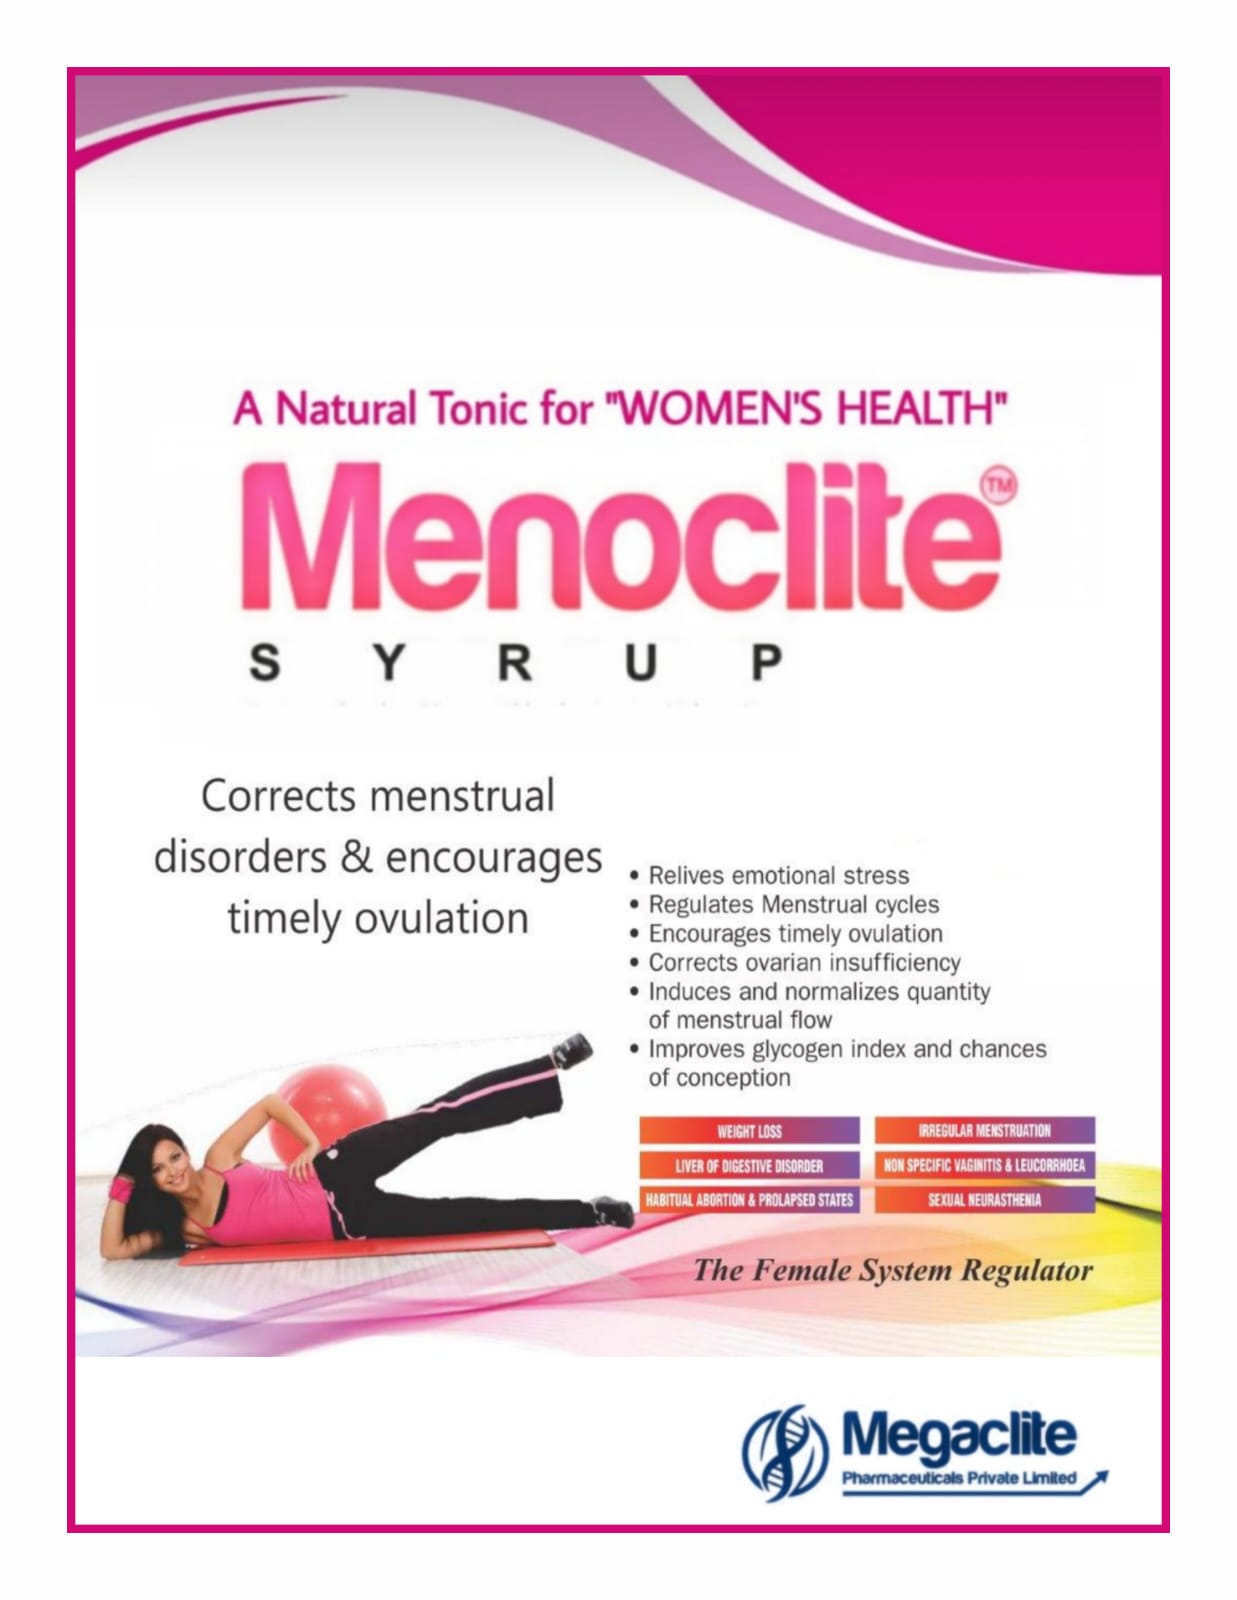 A Natural Tonic for "WOMEN'S HEALTH"
Menoclite TM
SYRUP
Corrects menstrual
disorders & encourages
timely ovulation
• Relives emotional stress
• Regulates Menstrual cycles
• Encourages timely ovulation
• Corrects ovarian insufficiency
• Induces and normalizes quantity
of menstrual flow
• Improves glycogen index and chances
of conception
WEIGHT LOSS
IRREGULAR MENSTRUATION
LIVER OF DIGESTIVE DISORDER
NON SPECIFIC VAGINITIS & LEUCORRHOEA
HABITUAL ABORTION & PROLAPSED STATES
SEXUAL NEURASTHENIA
The Female System Regulator
Megaclite
Pharmaceuticals Private Limited